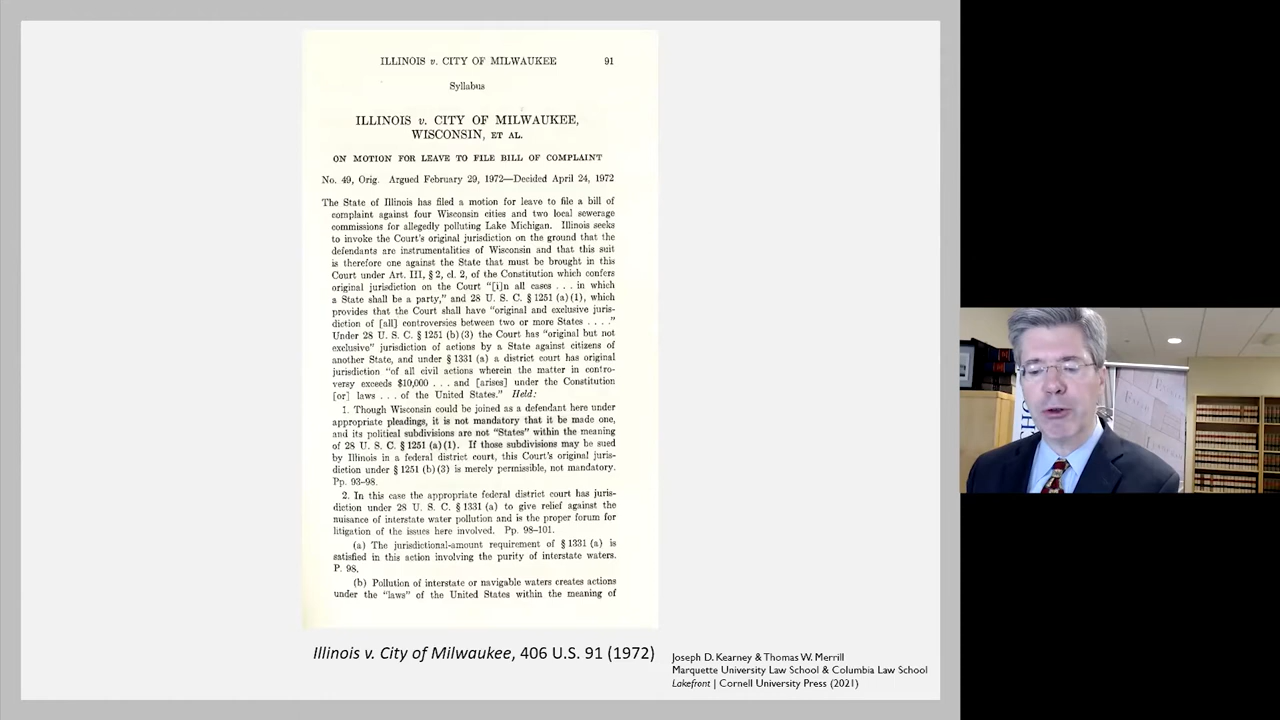 ILLINOIS v. CITY OF MILWAUKEE 91
Syllabus
ILLINOIS v. CITY OF MILWAUKEE,
WISCONSIN, ET AL.
ON MOTION FOR LEAVE TO FILE BILL OF COMPLAINT
No. 49, Orig. Argued February 29, 1972—Decided April 24, 1972
The State of Illinois has filed a motion for leave to file a bill of
complaint against four Wisconsin cities and two local sewerage
commissions for allegedly polluting Lake Michigan. Illinois seeks
to invoke the Court's original jurisdiction on the ground that the
defendants are instrumentalities of Wisconsin and that this suit
is therefore one against the State that must be brought in this
Court under Art. III, § 2, cl. 2, of the Constitution which confers
original jurisdiction on the Court "[i]n all cases . . . in which
a State shall be a party," and 28 U. S. C. § 1251 (a)(1), which
provides that the Court shall have "original and exclusive juris-
diction of [all] controversies between two or more States . . . ."
Under 28 U. S. C. § 1251 (b)(3) the Court has "original but not
exclusive" jurisdiction of actions by a State against citizens of
another State, and under § 1331 (a) a district court has original
jurisdiction "of all civil actions wherein the matter in contro-
versy exceeds $10,000 . . . and [arises] under the Constitution
[or] laws . . . of the United States." Held:
1. Though Wisconsin could be joined as a defendant here under
appropriate pleadings, it is not mandatory that it be made one,
and its political subdivisions are not "States" within the meaning
of 28 U. S. C. § 1251 (a)(1). If those subdivisions may be sued
by Illinois in a federal district court, this Court's original juris-
diction under § 1251 (b)(3) is merely permissible, not mandatory.
Pp. 93–98.
2. In this case the appropriate federal district court has juris-
diction under 28 U. S. C. § 1331 (a) to give relief against the
nuisance of interstate water pollution and is the proper forum for
litigation of the issues here involved. Pp. 98–101.
(a) The jurisdictional-amount requirement of § 1331 (a) is
satisfied in this action involving the purity of interstate waters.
P. 98.
(b) Pollution of interstate or navigable waters creates actions
under the "laws" of the United States within the meaning of
Illinois v. City of Milwaukee, 406 U.S. 91 (1972)
Joseph D. Kearney & Thomas W. Merrill
Marquette University Law School & Columbia Law School
Lakefront | Cornell University Press (2021)